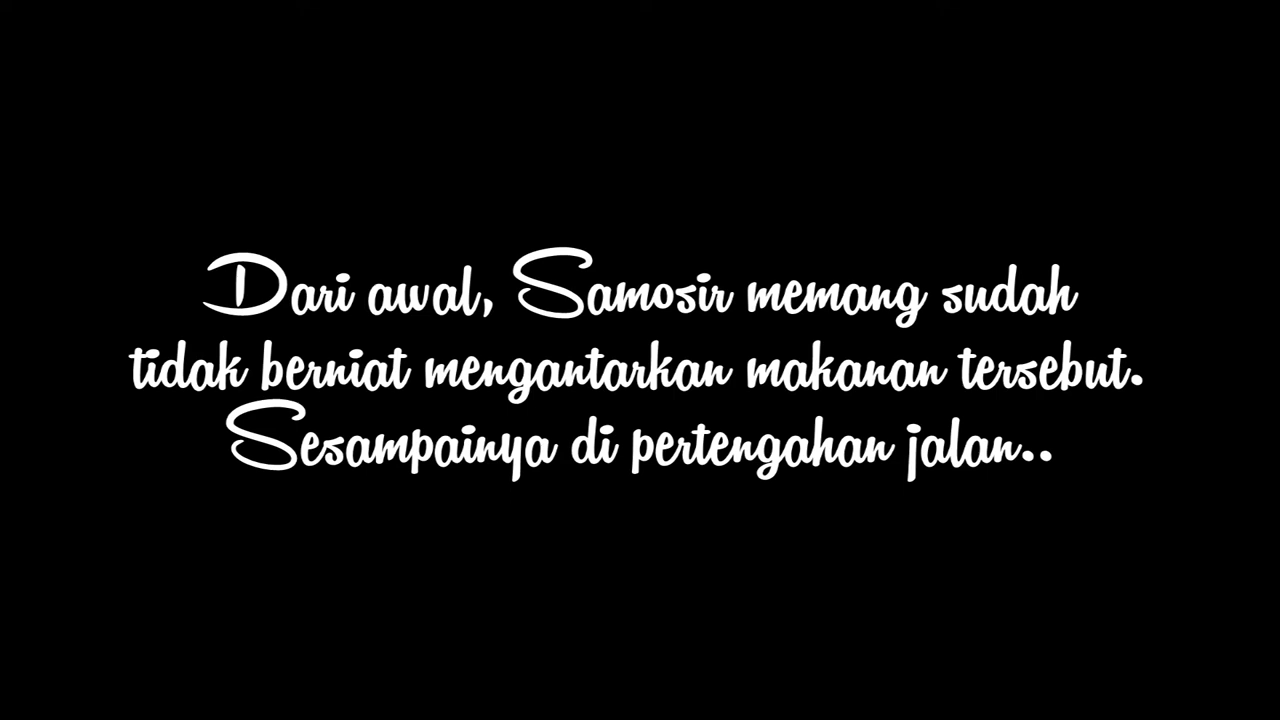 Dari awal, Samosir memang sudah
tidak berniat mengantarkan makanan tersebut.
Sesampainya di pertengahan jalan..